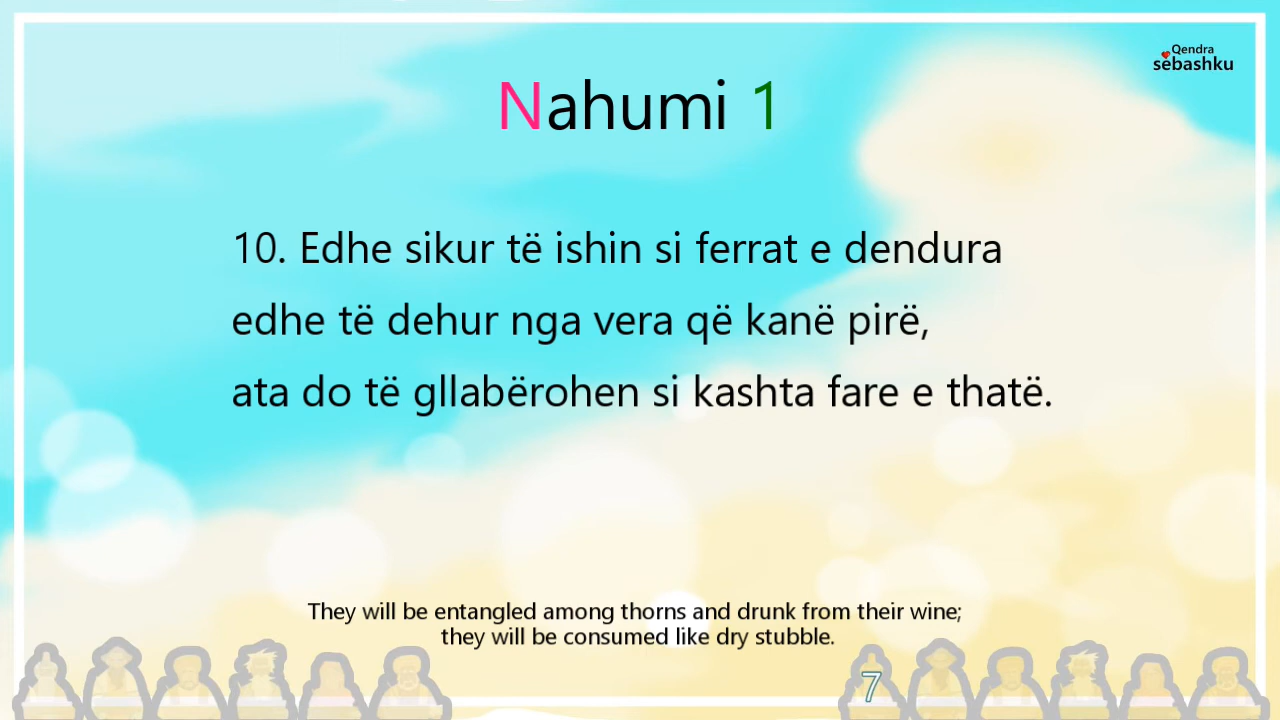 Qendra
sëbashku
Nahumi 1
10. Edhe sikur të ishin si ferrat e dendura
edhe të dehur nga vera që kanë pirë,
ata do të gllabërohen si kashta fare e thatë.
They will be entangled among thorns and drunk from their wine;
they will be consumed like dry stubble.
7